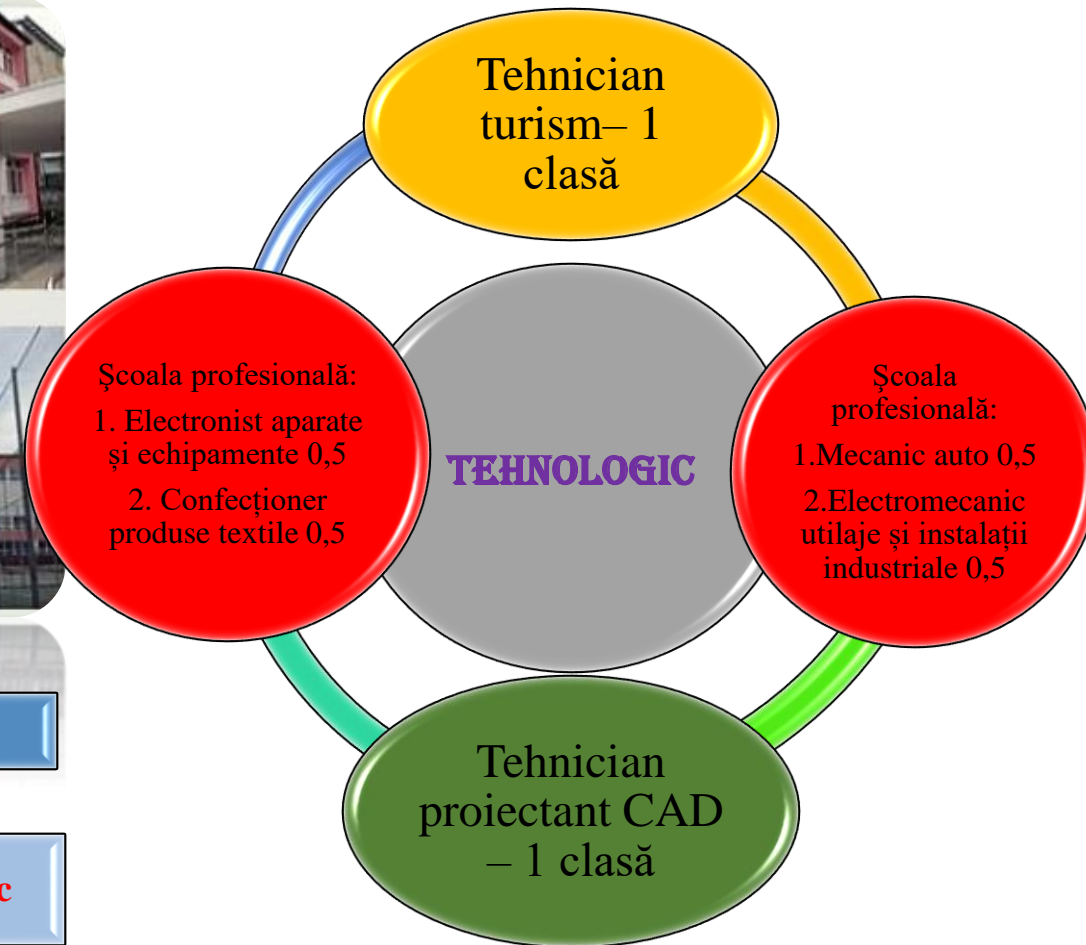 Tehnician
turism– 1
clasă
Şcoala profesională:
1. Electronist aparate
și echipamente 0,5
2. Confecționer
produse textile 0,5
TEHNOLOGIC
Şcoala
profesională:
1.Mecanic auto 0,5
2.Electromecanic
utilaje și instalații
industriale 0,5
Tehnician
proiectant CAD
– 1 clasă
c